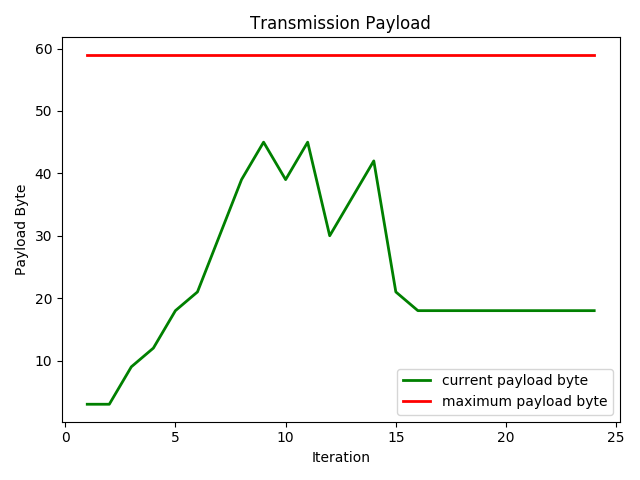 Transmission Payload
60
50
40
30
20
10
Payload Byte
current payload byte
maximum payload byte
0 5 10 15 20 25
Iteration